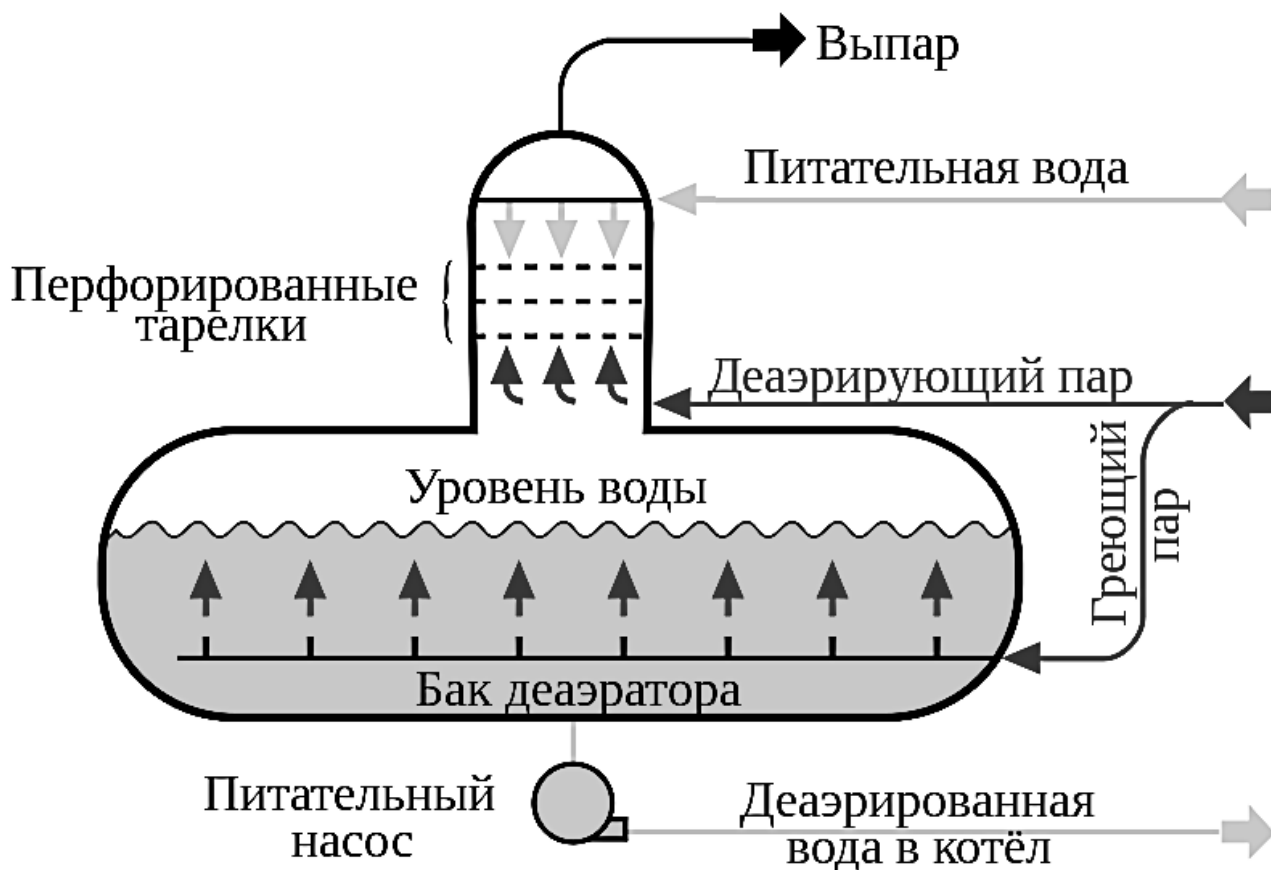 Выпар
Питательная вода
Перфорированные
тарелки
Деаэрирующий пар
Греющий
пар
Уровень воды
Бак деаэратора
Питательный
насос
Деаэрированная
вода в котёл